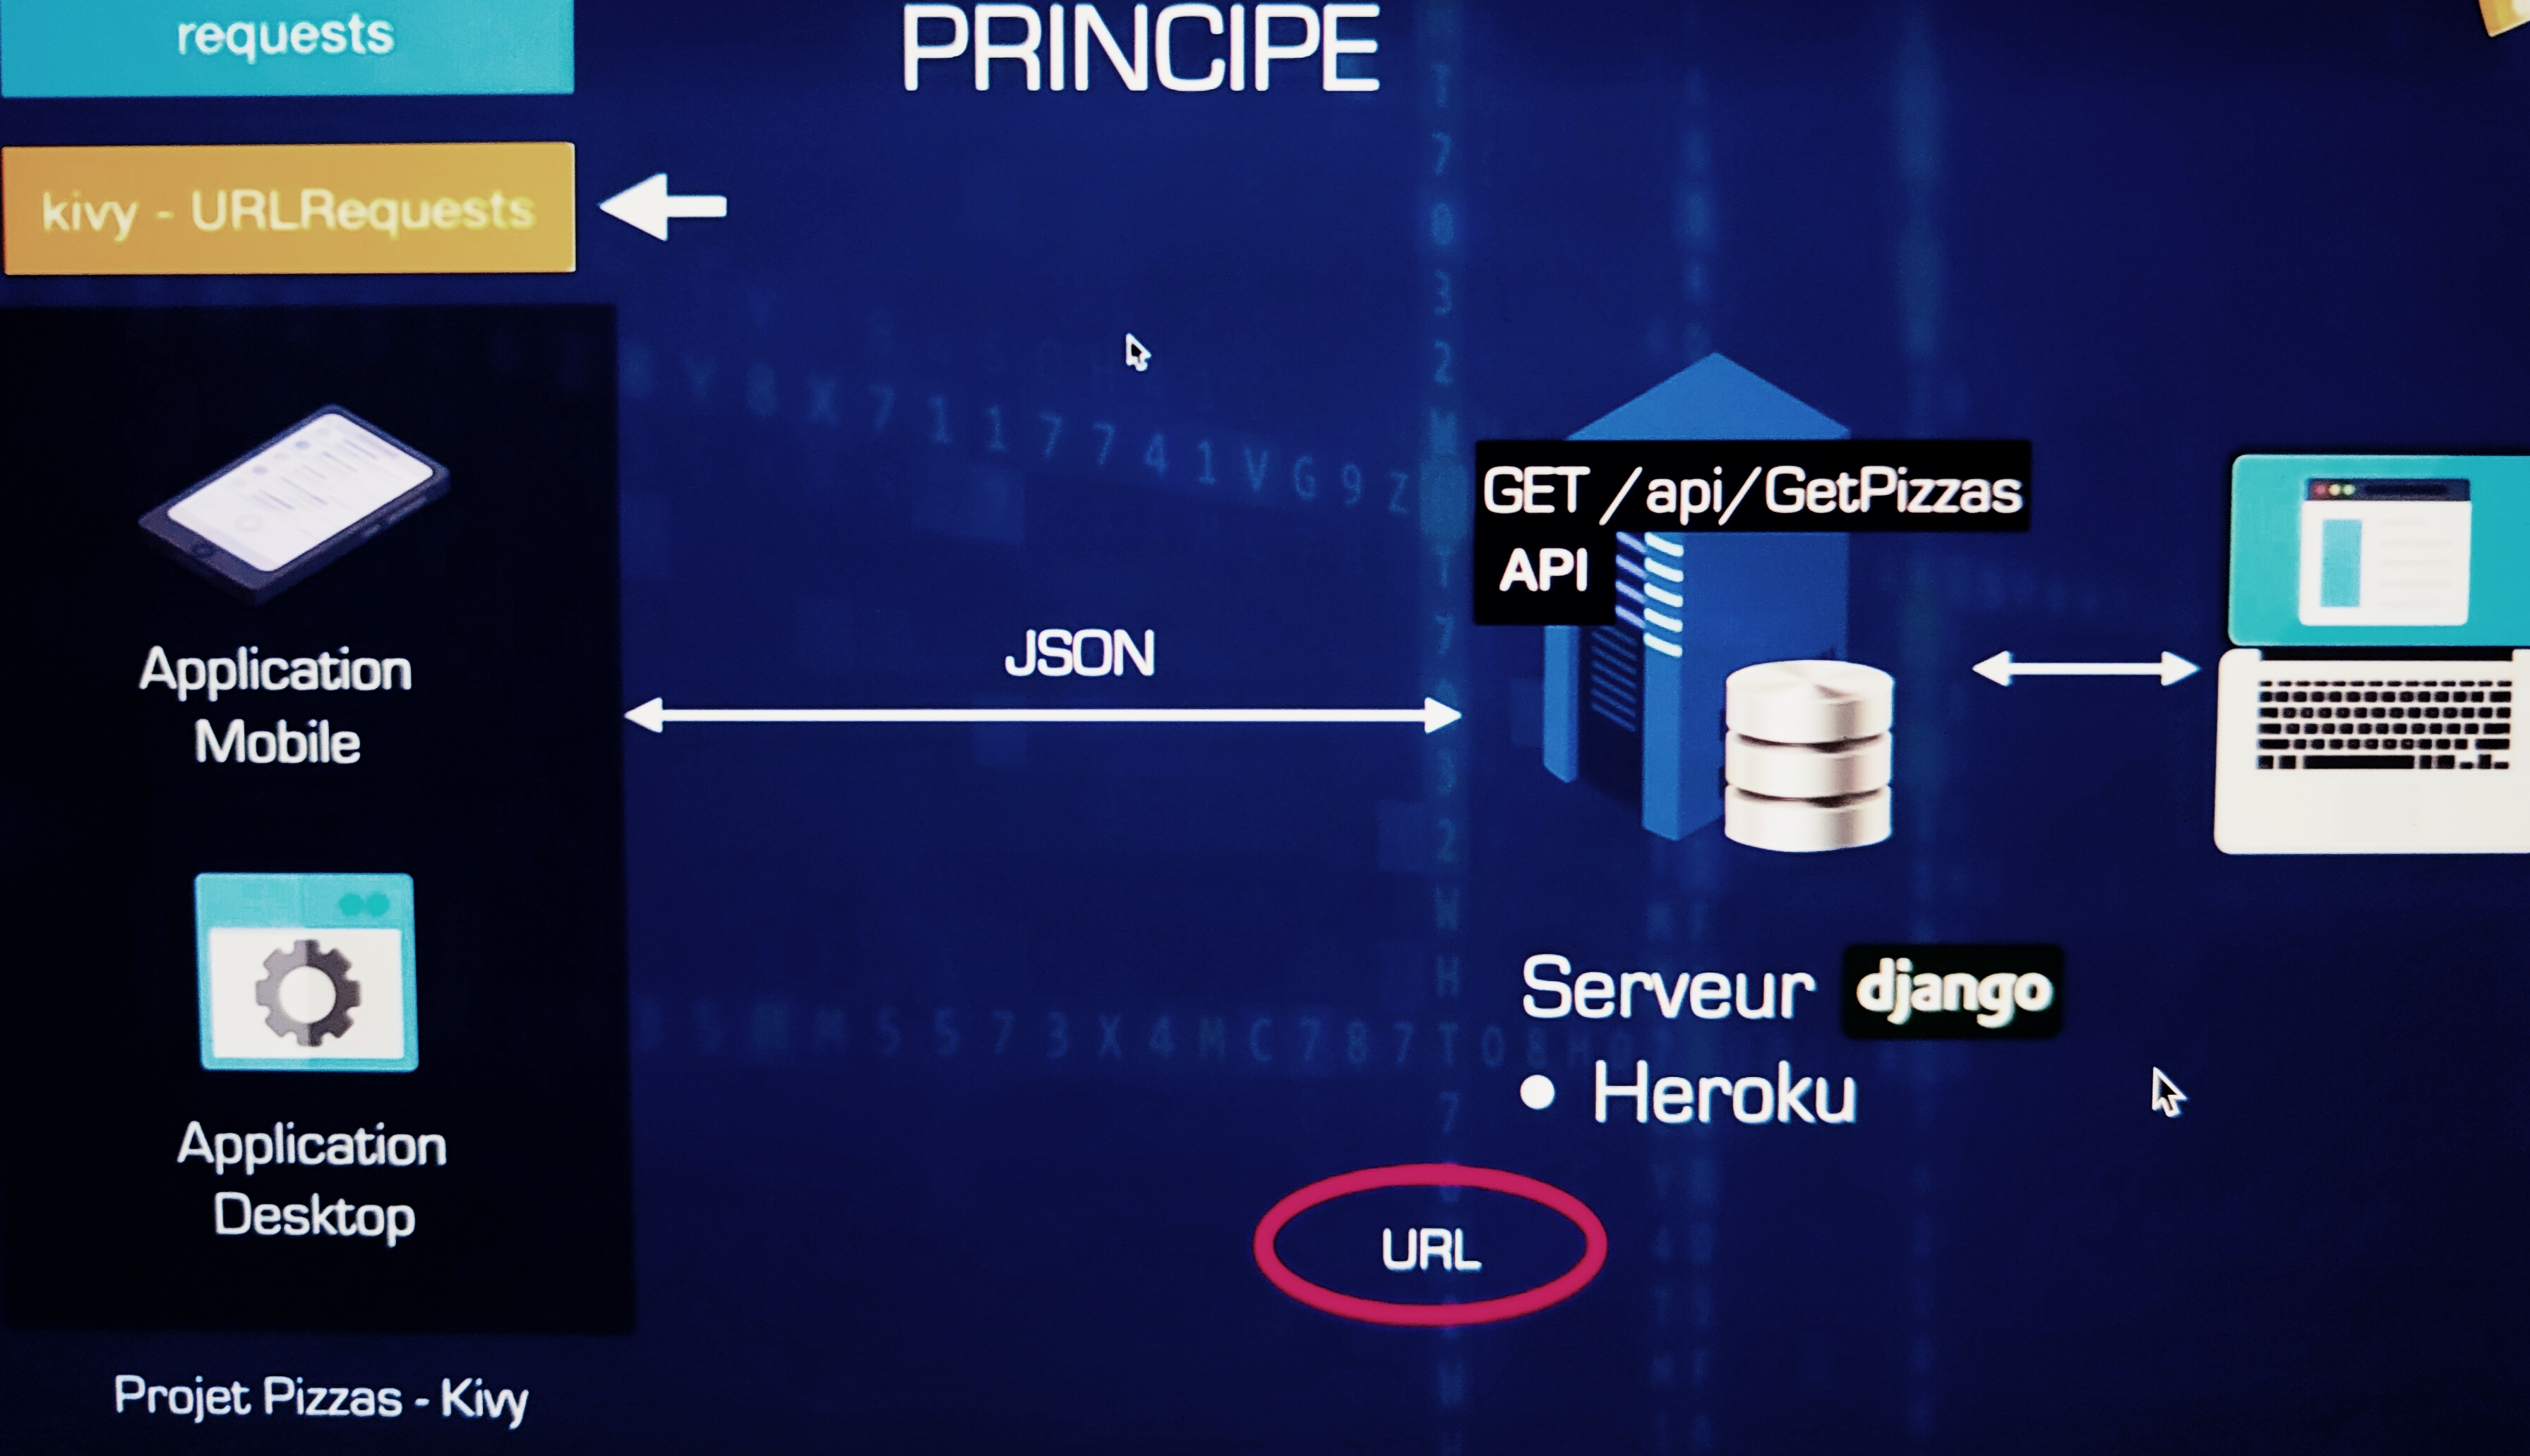 requests
PRINCIPE
kivy - URLRequests
GET /api/GetPizzas
API
JSON
Application
Mobile
Serveur django
• Heroku
Application
Desktop
URL
Projet Pizzas - Kivy